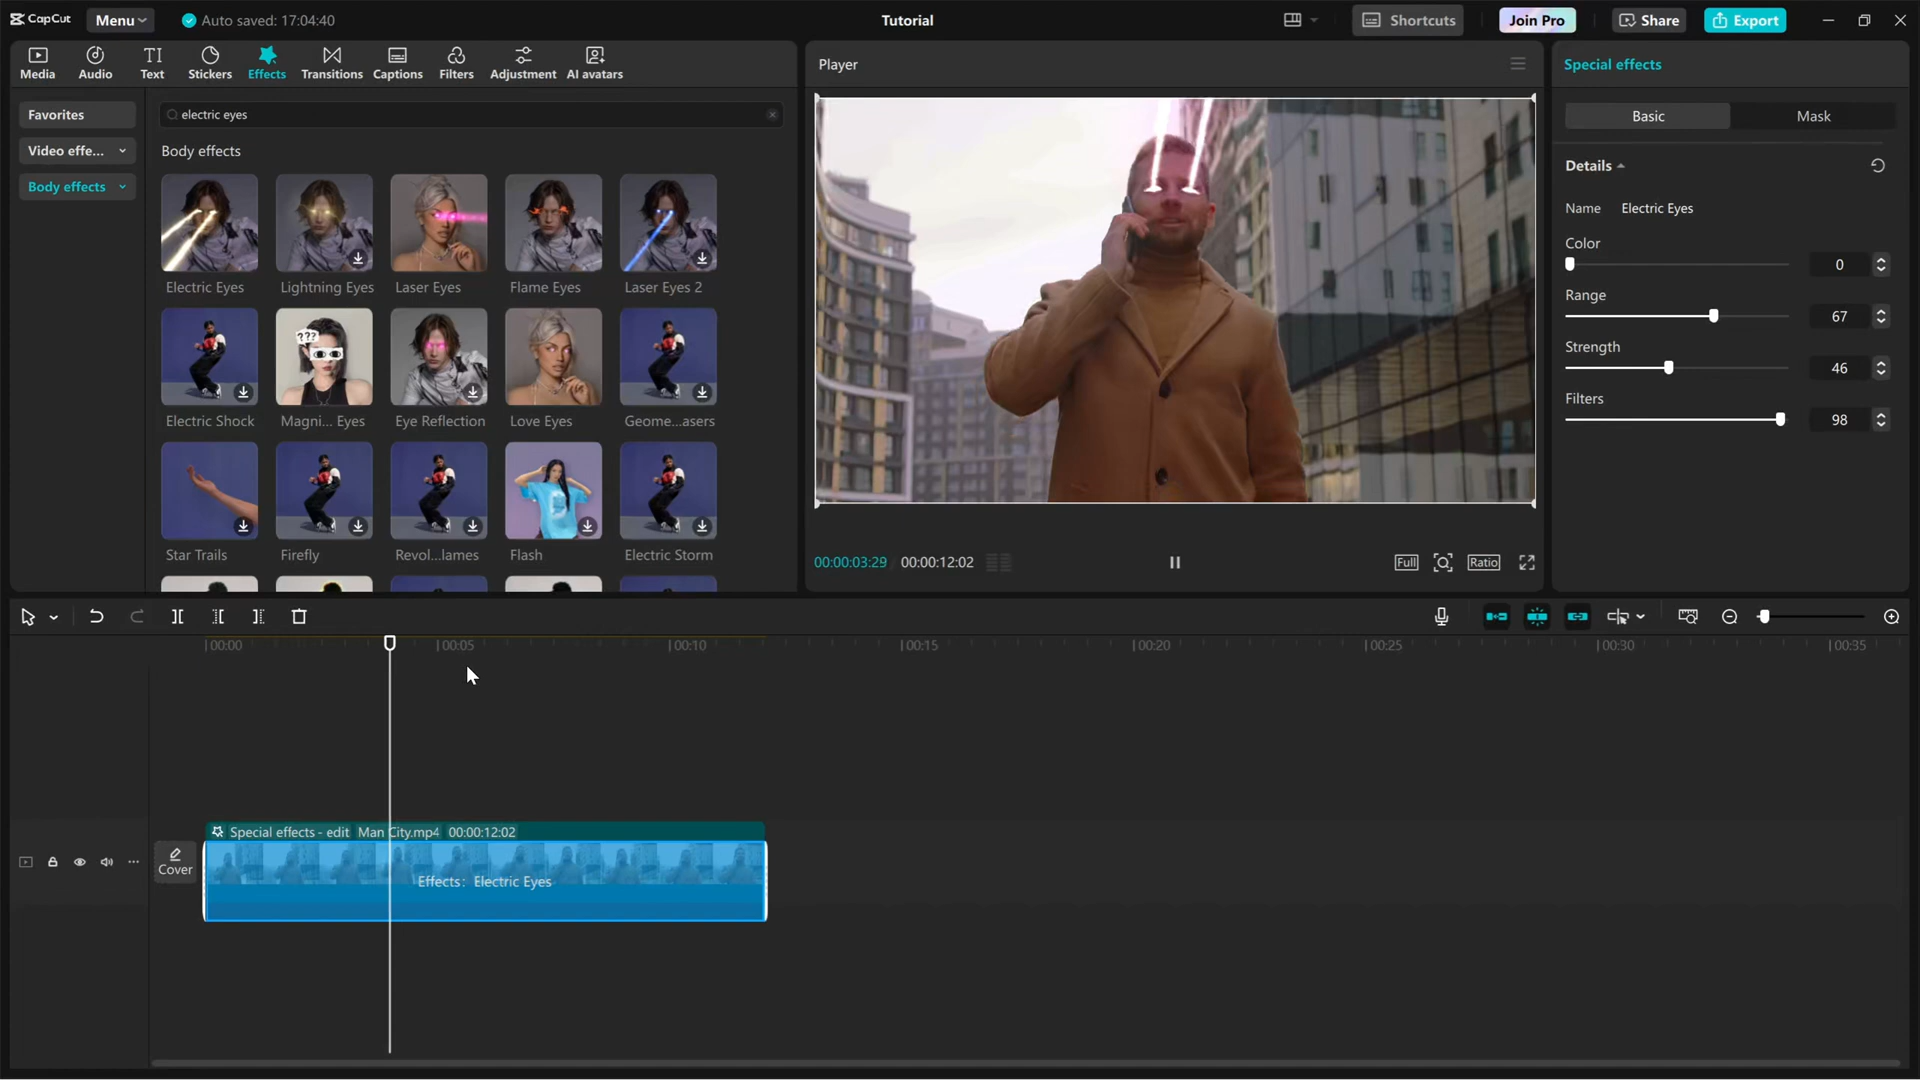 CapCut Menu Auto saved: 17:04:40 Tutorial Shortcuts Join Pro Share Export
Media Audio Text Stickers Effects Transitions Captions Filters Adjustment AI avatars
Favorites
Video effe...
Body effects
electric eyes
Body effects
Electric Eyes Lightning Eyes Laser Eyes Flame Eyes Laser Eyes 2
???
Electric Shock Magni... Eyes Eye Reflection Love Eyes Geome...asers
Star Trails Firefly Revol...lames Flash Electric Storm
Player
00:00:03:29 00:00:12:02 Full Ratio
Special effects
Basic Mask
Details
Name Electric Eyes
Color
0
Range
67
Strength
46
Filters
98
00:00 00:05 00:10 00:15 00:20 00:25 00:30 00:35
Special effects - edit Man City.mp4 00:00:12:02
Cover
Effects: Electric Eyes